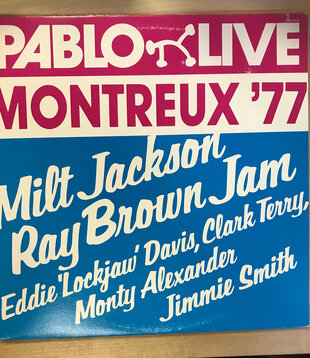 PABLO LIVE
MONTREUX '77
Milt Jackson
Ray Brown Jam
Eddie 'Lockjaw' Davis, Clark Terry,
Monty Alexander
Jimmie Smith